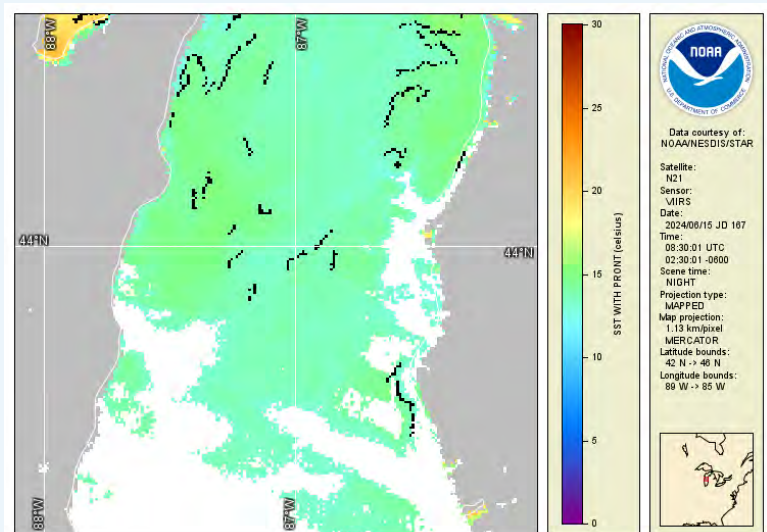 88°W
87°W
44°N
44°N
88°W
87°W
30
25
20
15
10
5
0
SST WITH FRONT (celsius)
NATIONAL OCEANIC AND ATMOSPHERIC ADMINISTRATION
NOAA
U.S. DEPARTMENT OF COMMERCE
Data courtesy of:
NOAA/NESDIS/STAR
Satellite:
N21
Sensor:
VIIRS
Date:
2024/06/15 JD 167
Time:
08:30:01 UTC
02:30:01 -0600
Scene time:
NIGHT
Projection type:
MAPPED
Map projection:
1.13 km/pixel
MERCATOR
Latitude bounds:
42 N -> 46 N
Longitude bounds:
89 W -> 85 W